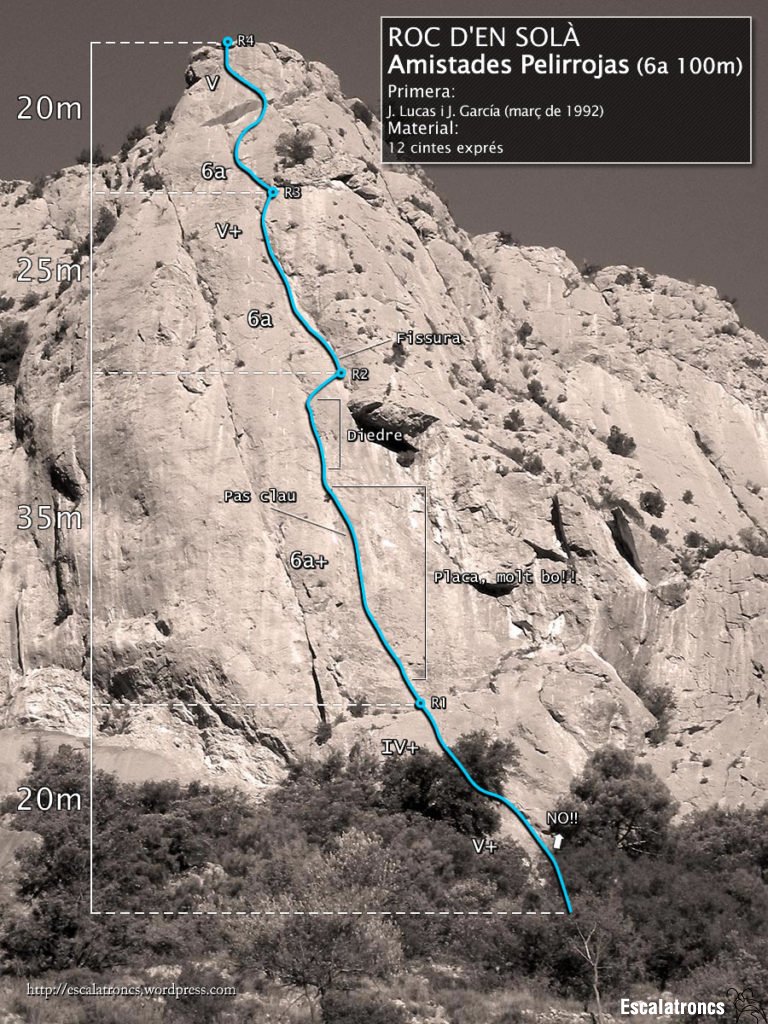 ROC D'EN SOLÀ
Amistades Pelirrojas (6a 100m)
Primera:
J. Lucas i J. García (març de 1992)
Material:
12 cintes exprés
R4
20m
V
6a
R3
V+
25m
6a
Fissura
R2
Diedre
Pas clau
35m
6a+
Placa, molt bo!!
R1
IV+
20m
NO!!
V+
http://escalatroncs.wordpress.com
Escalatroncs